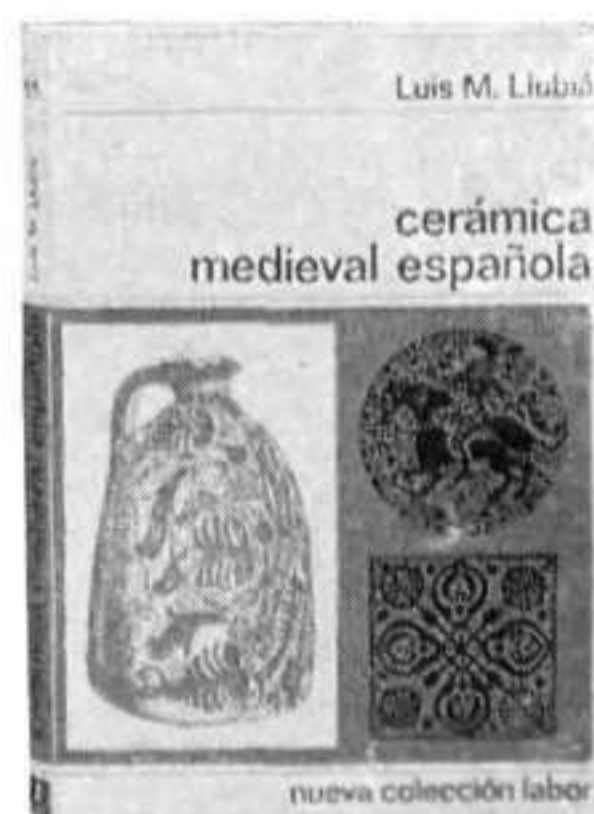 Luis M. Llubiá
cerámica
medieval española
nueva colección labor